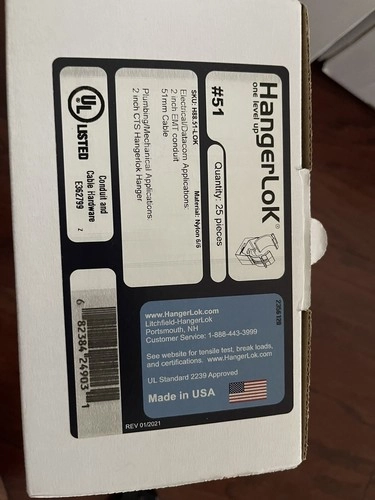 HangerLoK®
one level up
#51
Quantity: 25 pieces
SKU: H88.51-LOK
Material: Nylon 6/6
Electrical/Datacom Applications:
2 inch EMT conduit
51mm Cable
Plumbing/Mechanical Applications:
2 inch CTS Hangerlok Hanger
UL LISTED
Conduit and
Cable Hardware
E362799
z
www.HangerLok.com
Litchfield-HangerLok
Portsmouth, NH
Customer Service: 1-888-443-3999
See website for tensile test, break loads,
and certifications. www.HangerLok.com
UL Standard 2239 Approved
Made in USA
6 82384 24903 1
REV 01/2021